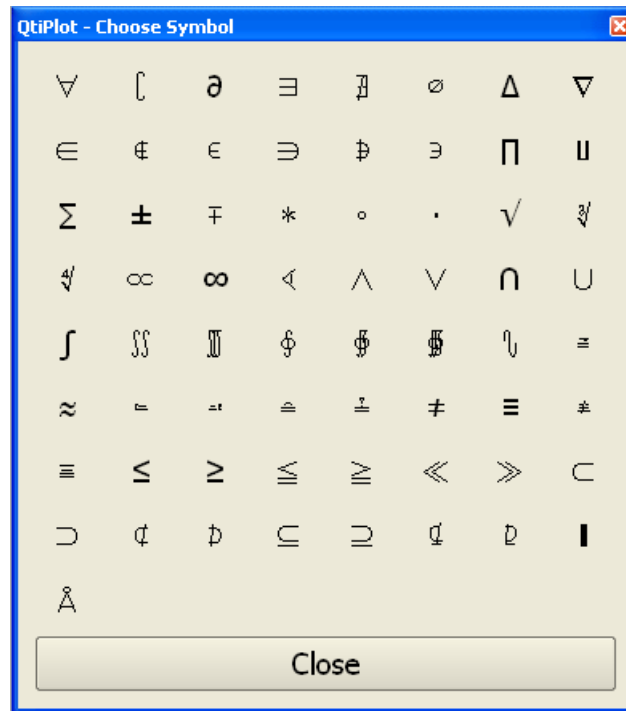 QtiPlot - Choose Symbol
∀ ∁ ∂ ∃ ∄ ∅ ∆ ∇
∈ ∉ ∊ ∋ ∌ ∍ ∏ ∐
∑ ± ∓ ∗ ∘ ∙ √ ∛
∜ ∝ ∞ ∢ ∧ ∨ ∩ ∪
∫ ∬ ∭ ∮ ∯ ∰ ∿ ≊
≈ ≒ ≓ ≙ ≚ ≠ ≡ ≢
≣ ≤ ≥ ≦ ≧ ≪ ≫ ⊂
⊃ ⊄ ⊅ ⊆ ⊇ ⊈ ⊉
Å
Close